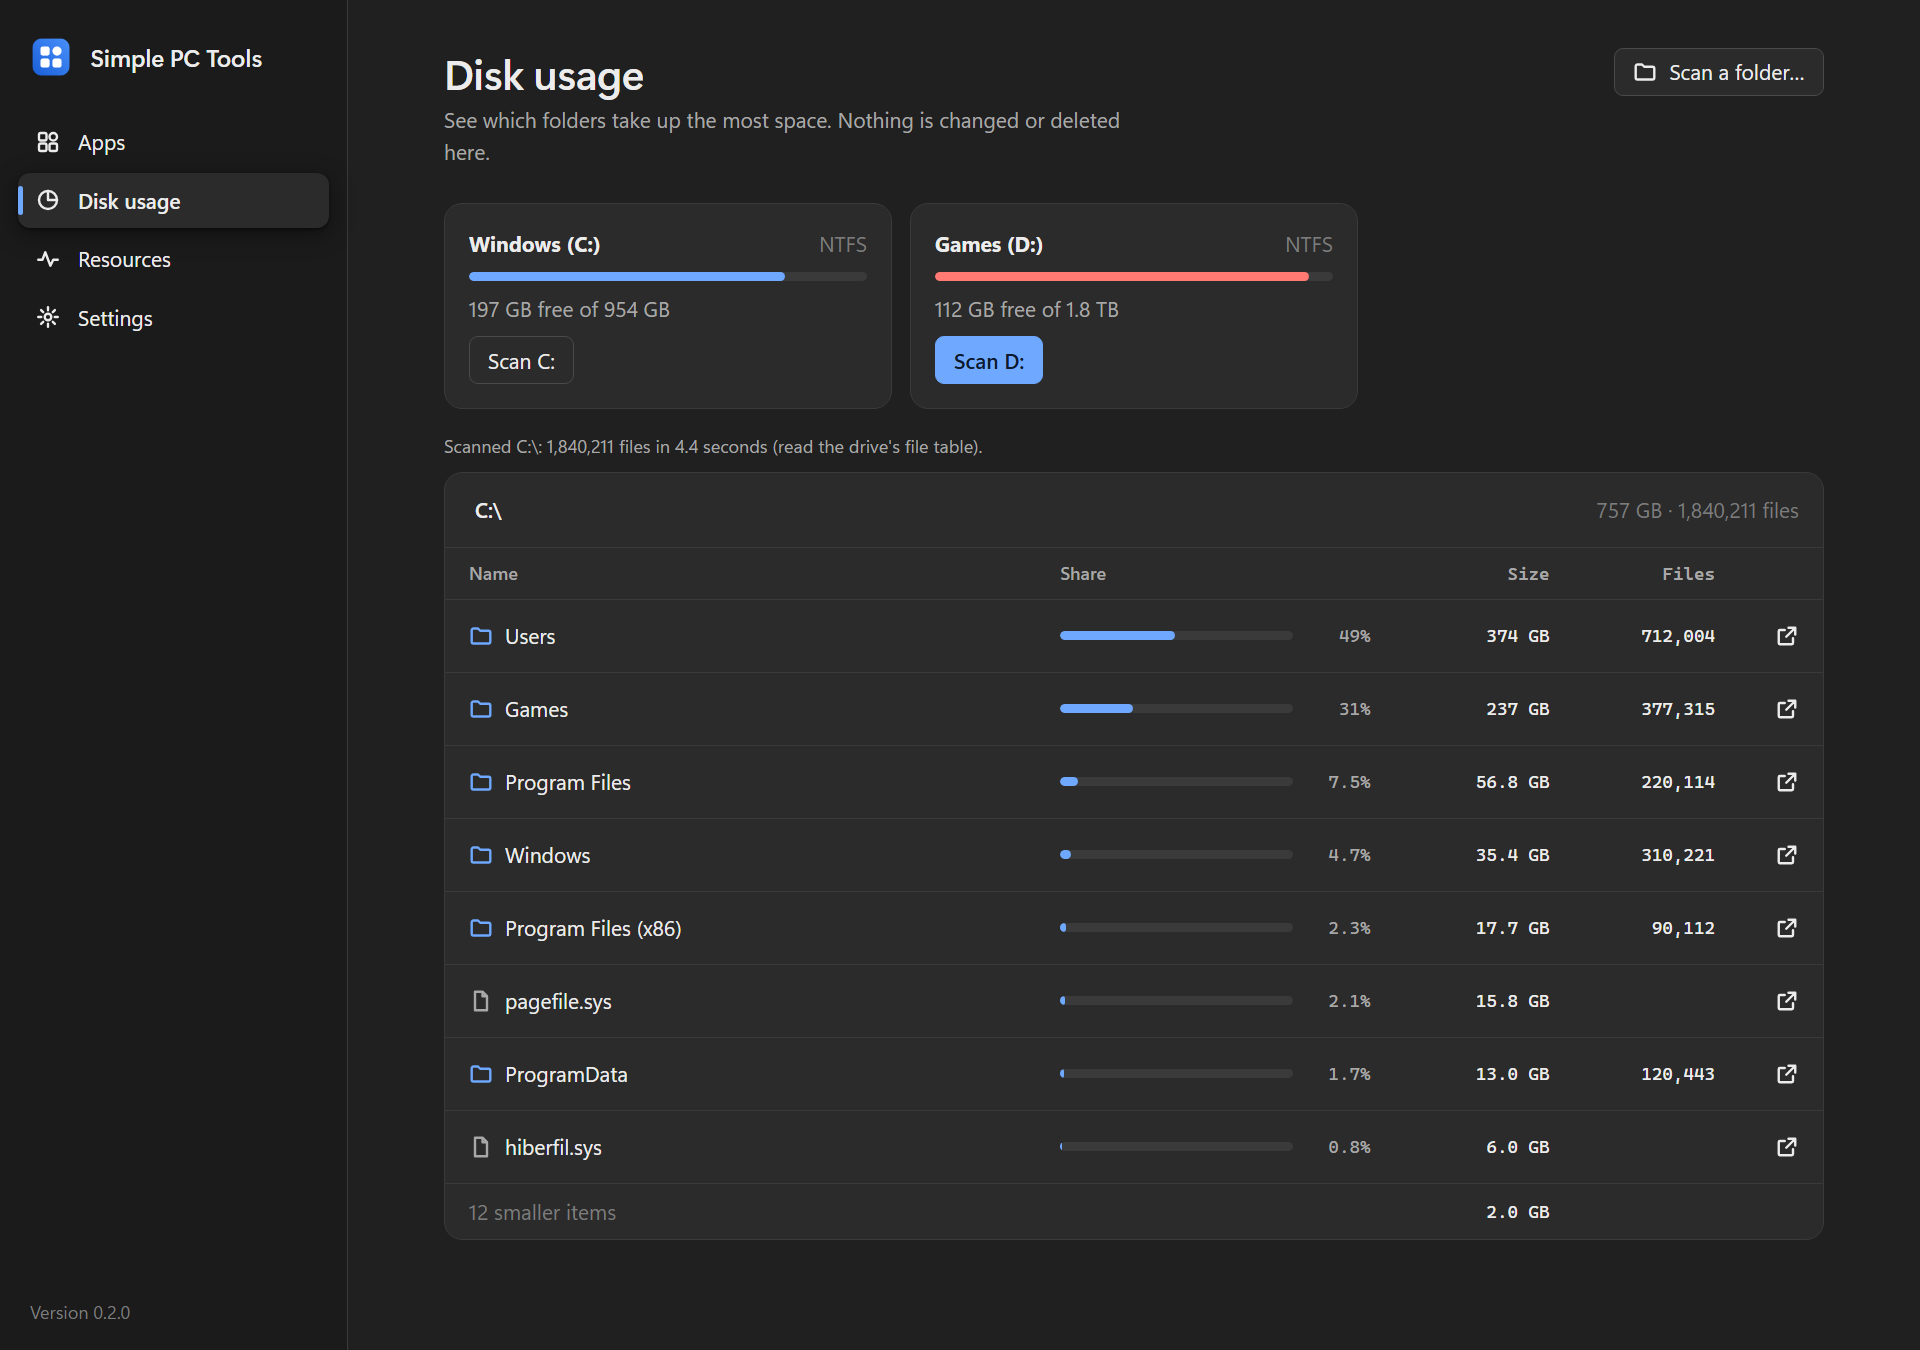 Simple PC Tools
Apps
Disk usage
Resources
Settings
Version 0.2.0
Disk usage
See which folders take up the most space. Nothing is changed or deleted
here.
Scan a folder...
Windows (C:) NTFS
197 GB free of 954 GB
Scan C:
Games (D:) NTFS
112 GB free of 1.8 TB
Scan D:
Scanned C:\: 1,840,211 files in 4.4 seconds (read the drive's file table).
C:\ 757 GB · 1,840,211 files
Name Share Size Files
Users 49% 374 GB 712,004
Games 31% 237 GB 377,315
Program Files 7.5% 56.8 GB 220,114
Windows 4.7% 35.4 GB 310,221
Program Files (x86) 2.3% 17.7 GB 90,112
pagefile.sys 2.1% 15.8 GB
ProgramData 1.7% 13.0 GB 120,443
hiberfil.sys 0.8% 6.0 GB
12 smaller items 2.0 GB